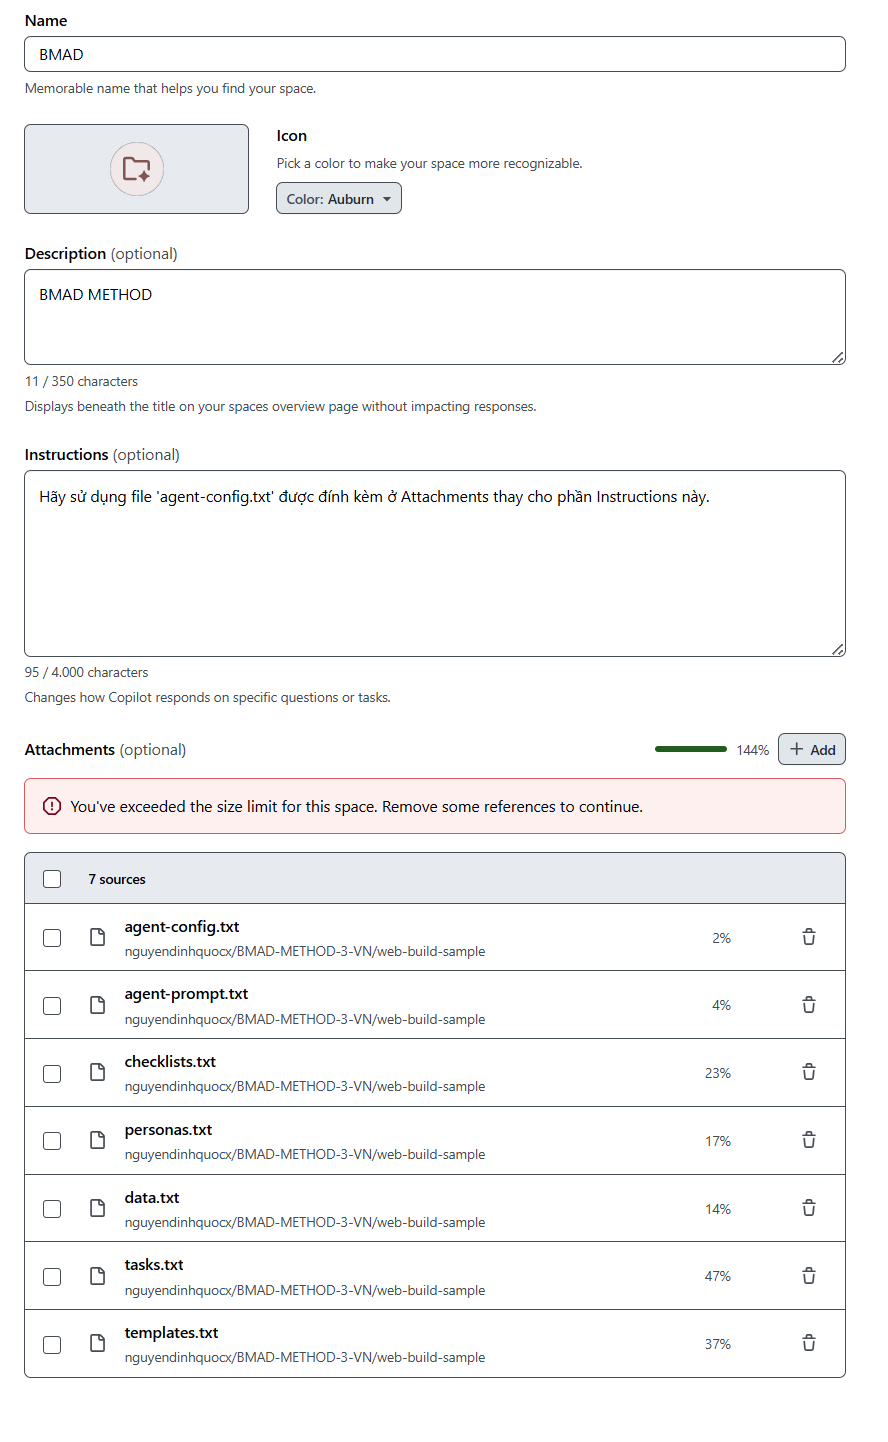 Name
BMAD
Memorable name that helps you find your space.
Icon
Pick a color to make your space more recognizable.
Color: Auburn
Description (optional)
BMAD METHOD
11 / 350 characters
Displays beneath the title on your spaces overview page without impacting responses.
Instructions (optional)
Hãy sử dụng file 'agent-config.txt' được đính kèm ở Attachments thay cho phần Instructions này.
95 / 4.000 characters
Changes how Copilot responds on specific questions or tasks.
Attachments (optional) 144% Add
You've exceeded the size limit for this space. Remove some references to continue.
7 sources
agent-config.txt
nguyendinhquocx/BMAD-METHOD-3-VN/web-build-sample
2%
agent-prompt.txt
nguyendinhquocx/BMAD-METHOD-3-VN/web-build-sample
4%
checklists.txt
nguyendinhquocx/BMAD-METHOD-3-VN/web-build-sample
23%
personas.txt
nguyendinhquocx/BMAD-METHOD-3-VN/web-build-sample
17%
data.txt
nguyendinhquocx/BMAD-METHOD-3-VN/web-build-sample
14%
tasks.txt
nguyendinhquocx/BMAD-METHOD-3-VN/web-build-sample
47%
templates.txt
nguyendinhquocx/BMAD-METHOD-3-VN/web-build-sample
37%